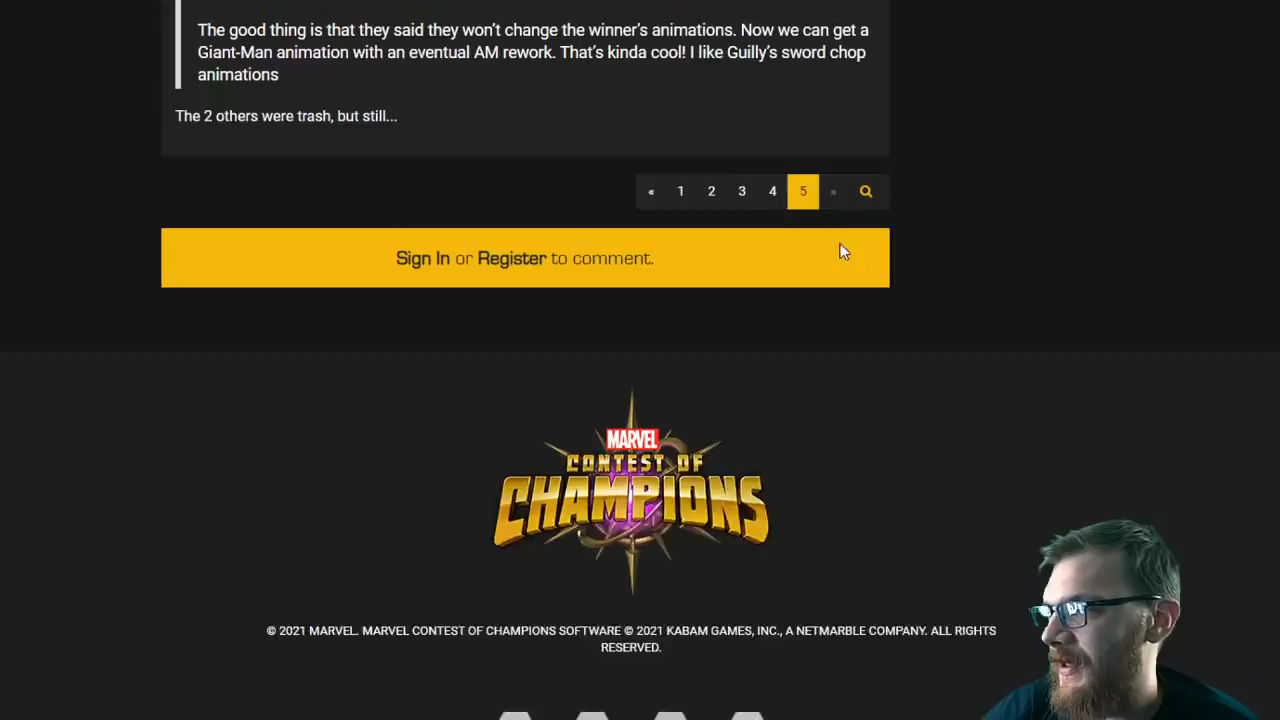 The good thing is that they said they won't change the winner's animations. Now we can get a
Giant-Man animation with an eventual AM rework. That's kinda cool! I like Guilly's sword chop
animations
The 2 others were trash, but still...
« 1 2 3 4 5 »
Sign In or Register to comment.
MARVEL
CONTEST OF
CHAMPIONS
© 2021 MARVEL. MARVEL CONTEST OF CHAMPIONS SOFTWARE © 2021 KABAM GAMES, INC., A NETMARBLE COMPANY. ALL RIGHTS
RESERVED.